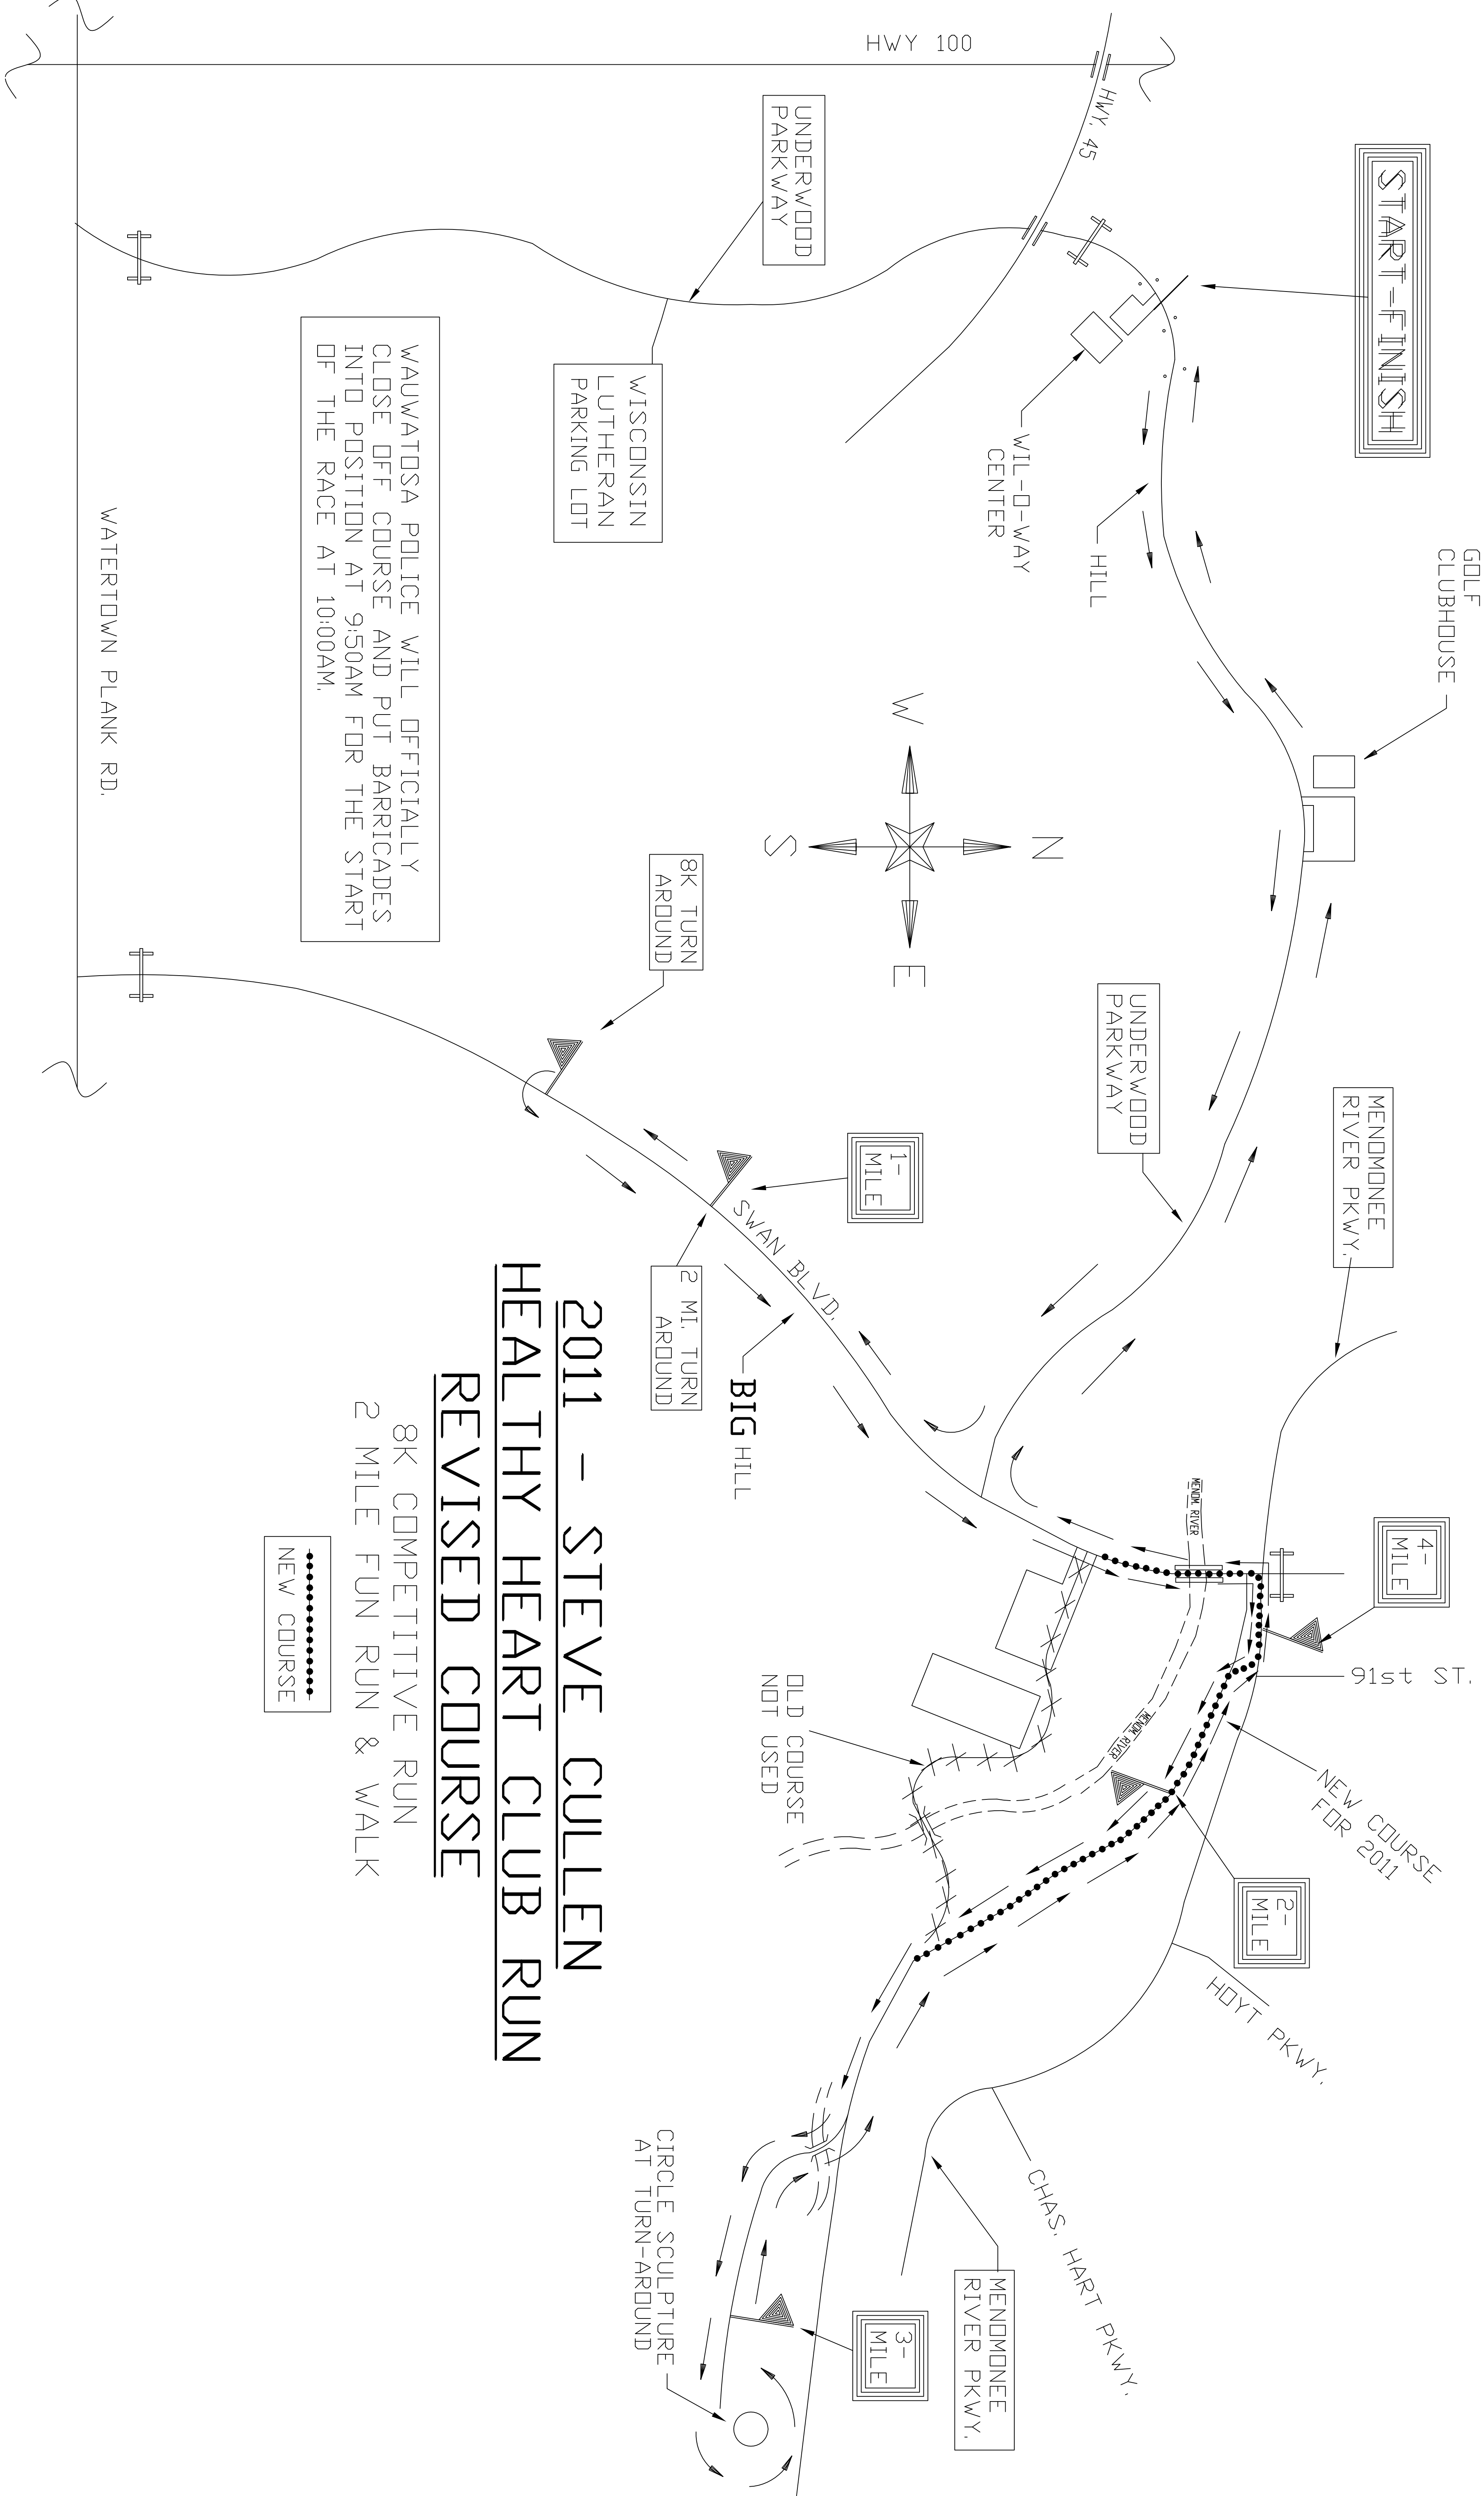 START-FINISH
GOLF
CLUBHOUSE
HWY 100
HWY. 45
UNDERWOOD
PARKWAY
WIL-O-WAY
CENTER
HILL
WISCONSIN
LUTHERAN
PARKING LOT
WAUWATOSA POLICE WILL OFFICIALLY
CLOSE OFF COURSE AND PUT BARRICADES
INTO POSITION AT 9:50AM FOR THE START
OF THE RACE AT 10:00AM.
WATERTOWN PLANK RD.
N
W
E
S
8K TURN
AROUND
UNDERWOOD
PARKWAY
MENOMONEE
RIVER PKWY.
1-
MILE
SWAN BLVD.
2 MI. TURN
AROUND
BIG HILL
4-
MILE
91st ST.
MENOM. RIVER
MENOM. RIVER
NEW COURSE
FOR 2011
OLD COURSE
NOT USED
2-
MILE
HOYT PKWY.
CHAS. HART PKWY.
MENOMONEE
RIVER PKWY.
3-
MILE
CIRCLE SCULPTURE
AT TURN-AROUND
2011 - STEVE CULLEN
HEALTHY HEART CLUB RUN
REVISED COURSE
8K COMPETITIVE RUN
2 MILE FUN RUN & WALK
NEW COURSE